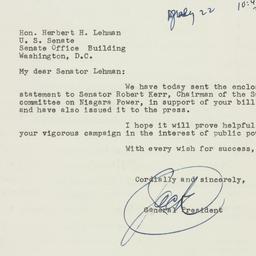 July 22
10:4
Hon. Herbert H. Lehman
U. S. Senate
Senate Office Building
Washington, D.C.
My dear Senator Lehman:
We have today sent the enclo
statement to Senator Robert Kerr, Chairman of the S
committee on Niagara Power, in support of your bill
and have also issued it to the press.
I hope it will prove helpful
your vigorous campaign in the interest of public po
With every wish for success,
Cordially and sincerely,
Jack
General President